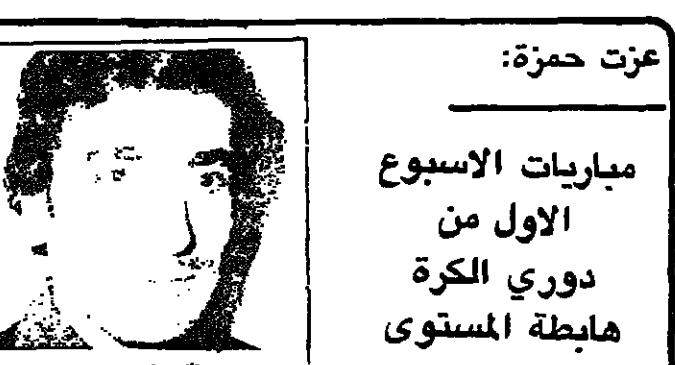 عزت حمزة:
مباريات الاسبوع
الاول من
دوري الكرة
هابطة المستوى